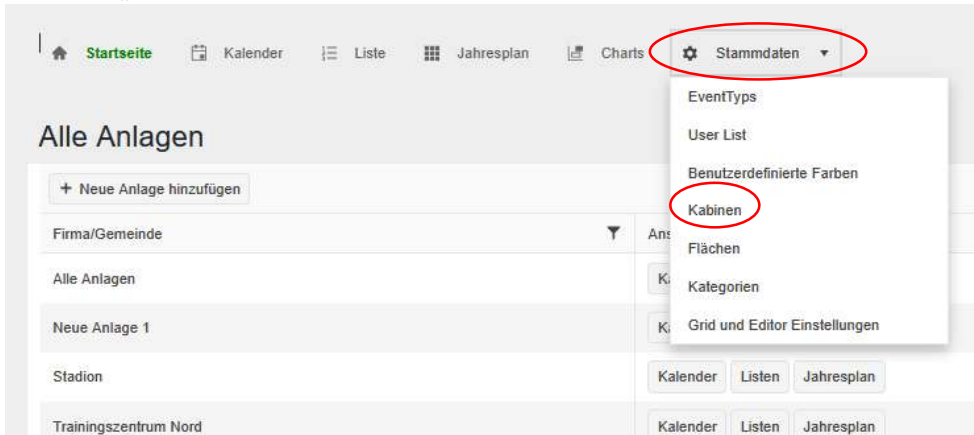 Startseite Kalender Liste Jahresplan Charts Stammdaten
EventTyps
Alle Anlagen
User List
Benutzerdefinierte Farben
+ Neue Anlage hinzufügen
Kabinen
Firma/Gemeinde
Flächen
Alle Anlagen
Kategorien
Neue Anlage 1
Grid und Editor Einstellungen
Stadion Kalender Listen Jahresplan
Trainingszentrum Nord Kalender Listen Jahresplan